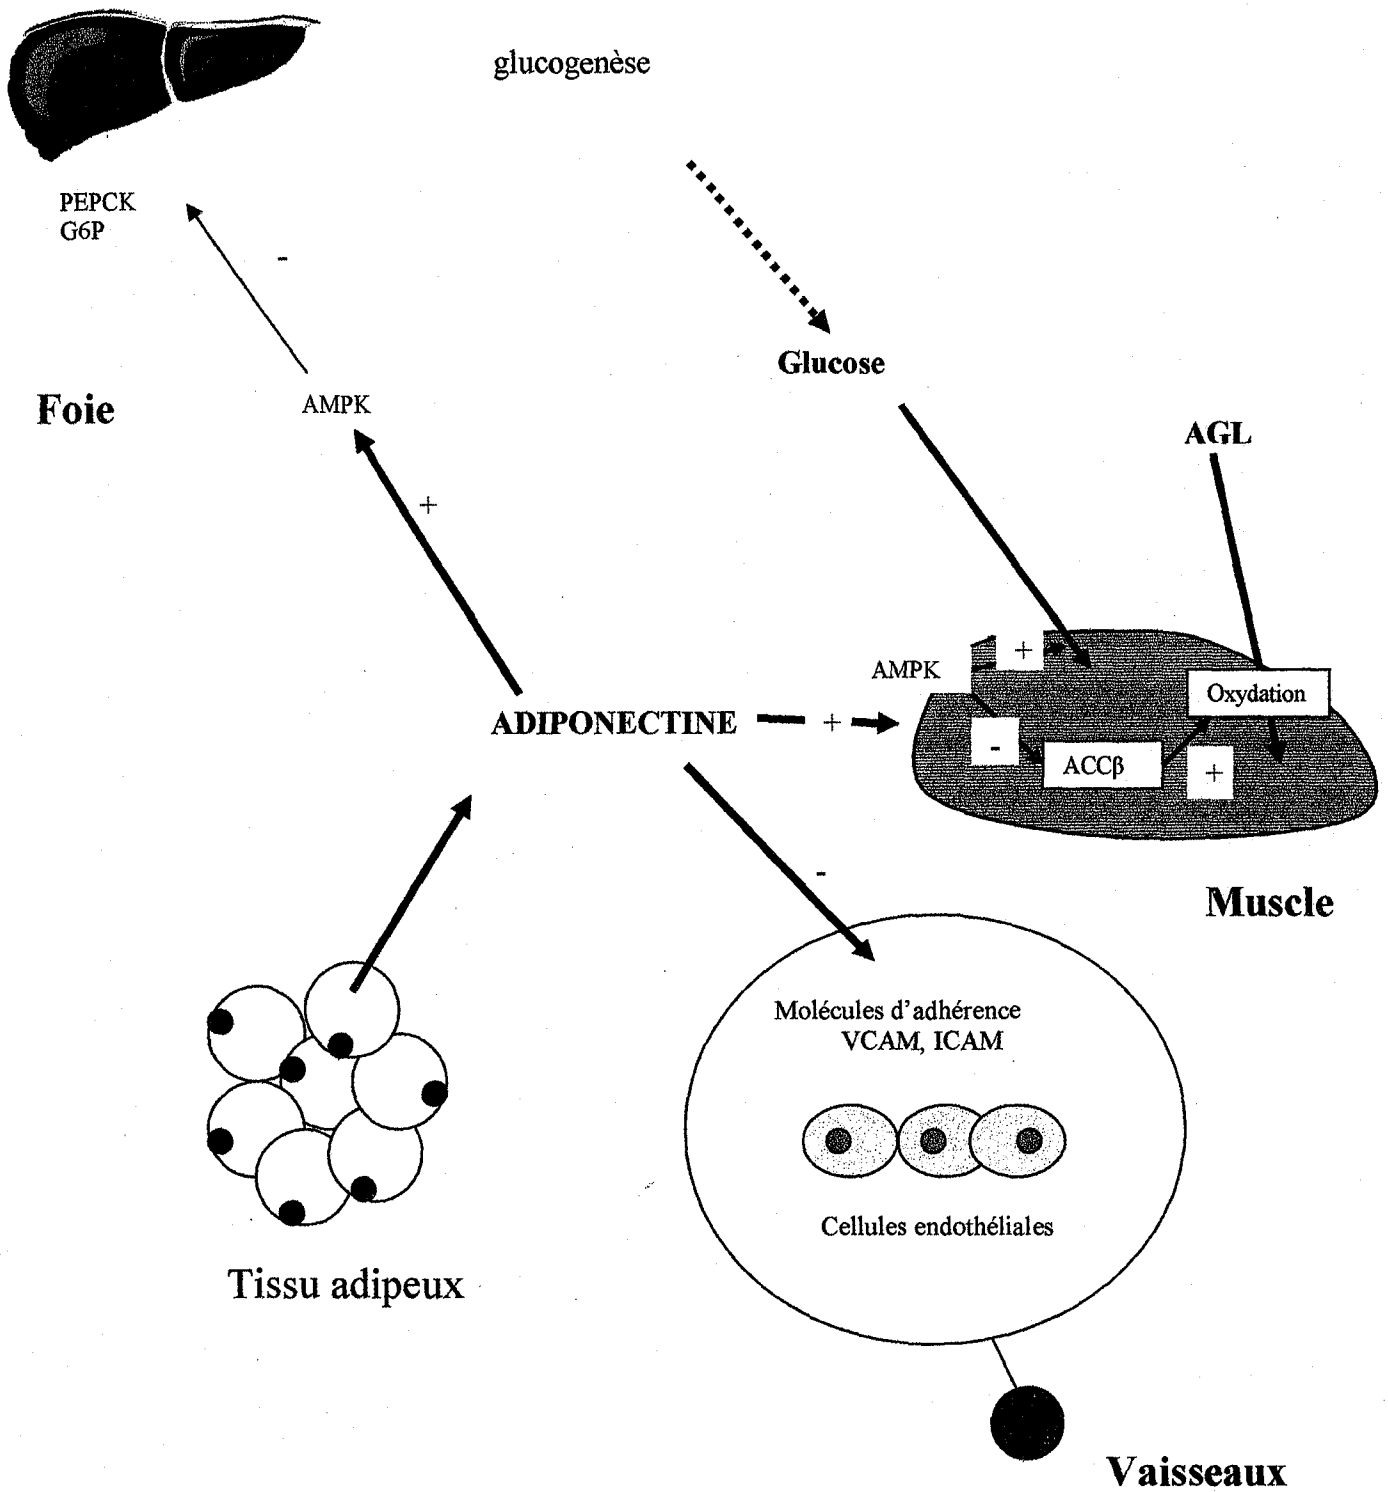 glucogenèse
PEPCK
G6P
-
Glucose
Foie
AMPK
AGL
+
AMPK
+
Oxydation
ADIPONECTINE
+
-
ACCβ
+
-
Muscle
Molécules d'adhérence
VCAM, ICAM
Cellules endothéliales
Tissu adipeux
Vaisseaux